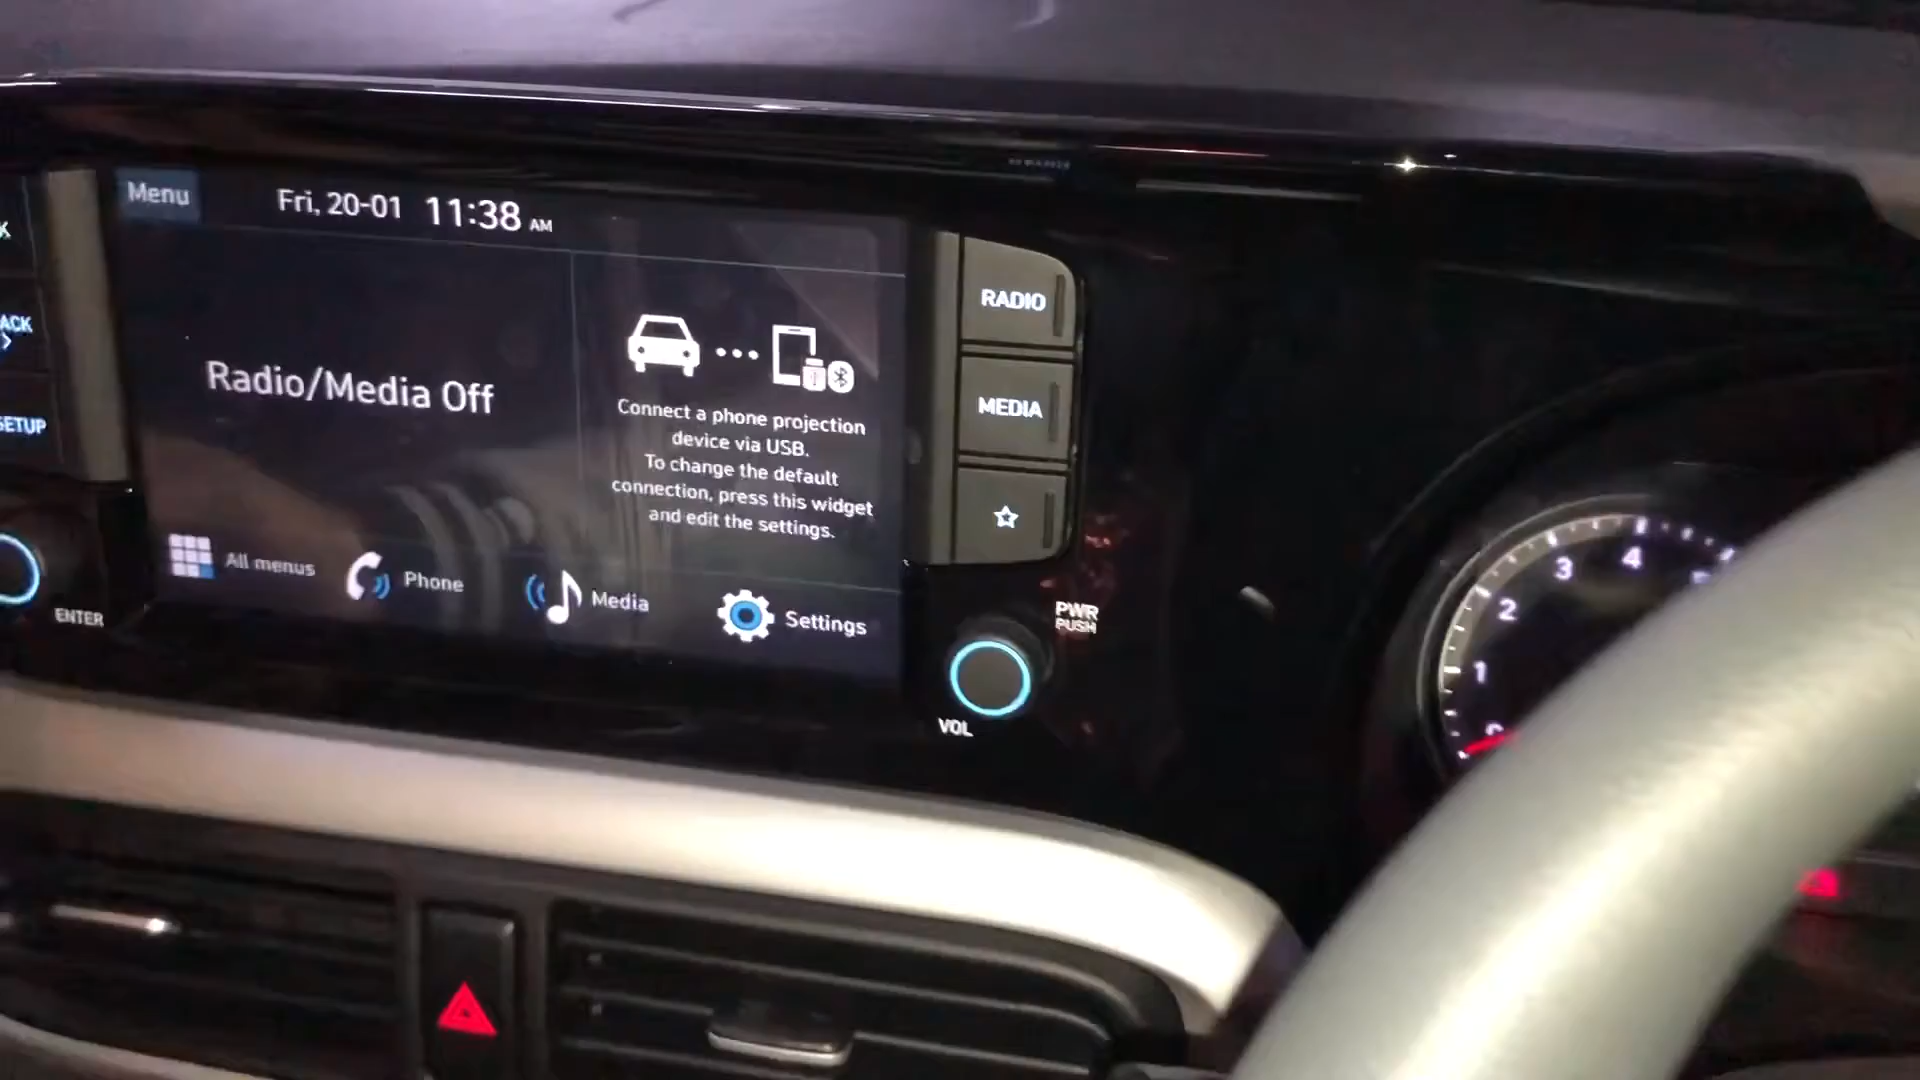 Menu
Fri, 20-01 11:38 AM
Radio/Media Off
Connect a phone projection
device via USB.
To change the default
connection, press this widget
and edit the settings.
All menus
Phone
Media
Settings
K
ACK
SETUP
ENTER
RADIO
MEDIA
PWR
PUSH
VOL
0
1
2
3
4